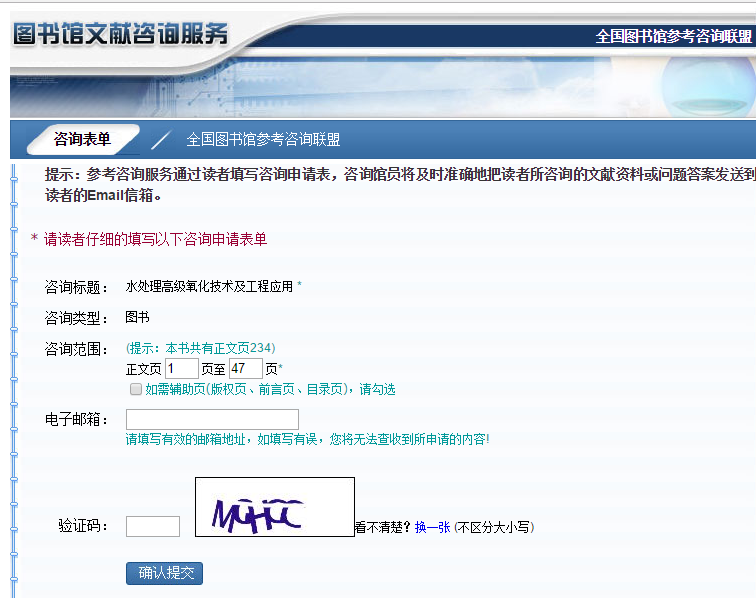 图书馆文献咨询服务
全国图书馆参考咨询联盟
咨询表单
全国图书馆参考咨询联盟
提示：参考咨询服务通过读者填写咨询申请表，咨询馆员将及时准确地把读者所咨询的文献资料或问题答案发送到
读者的Email信箱。
* 请读者仔细的填写以下咨询申请表单
咨询标题： 水处理高级氧化技术及工程应用 *
咨询类型： 图书
咨询范围： (提示：本书共有正文页234)
正文页 1 页至 47 页*
如需辅助页(版权页、前言页、目录页)，请勾选
电子邮箱：
请填写有效的邮箱地址，如填写有误，您将无法查收到所申请的内容!
验证码： 看不清楚？换一张 (不区分大小写)
确认提交